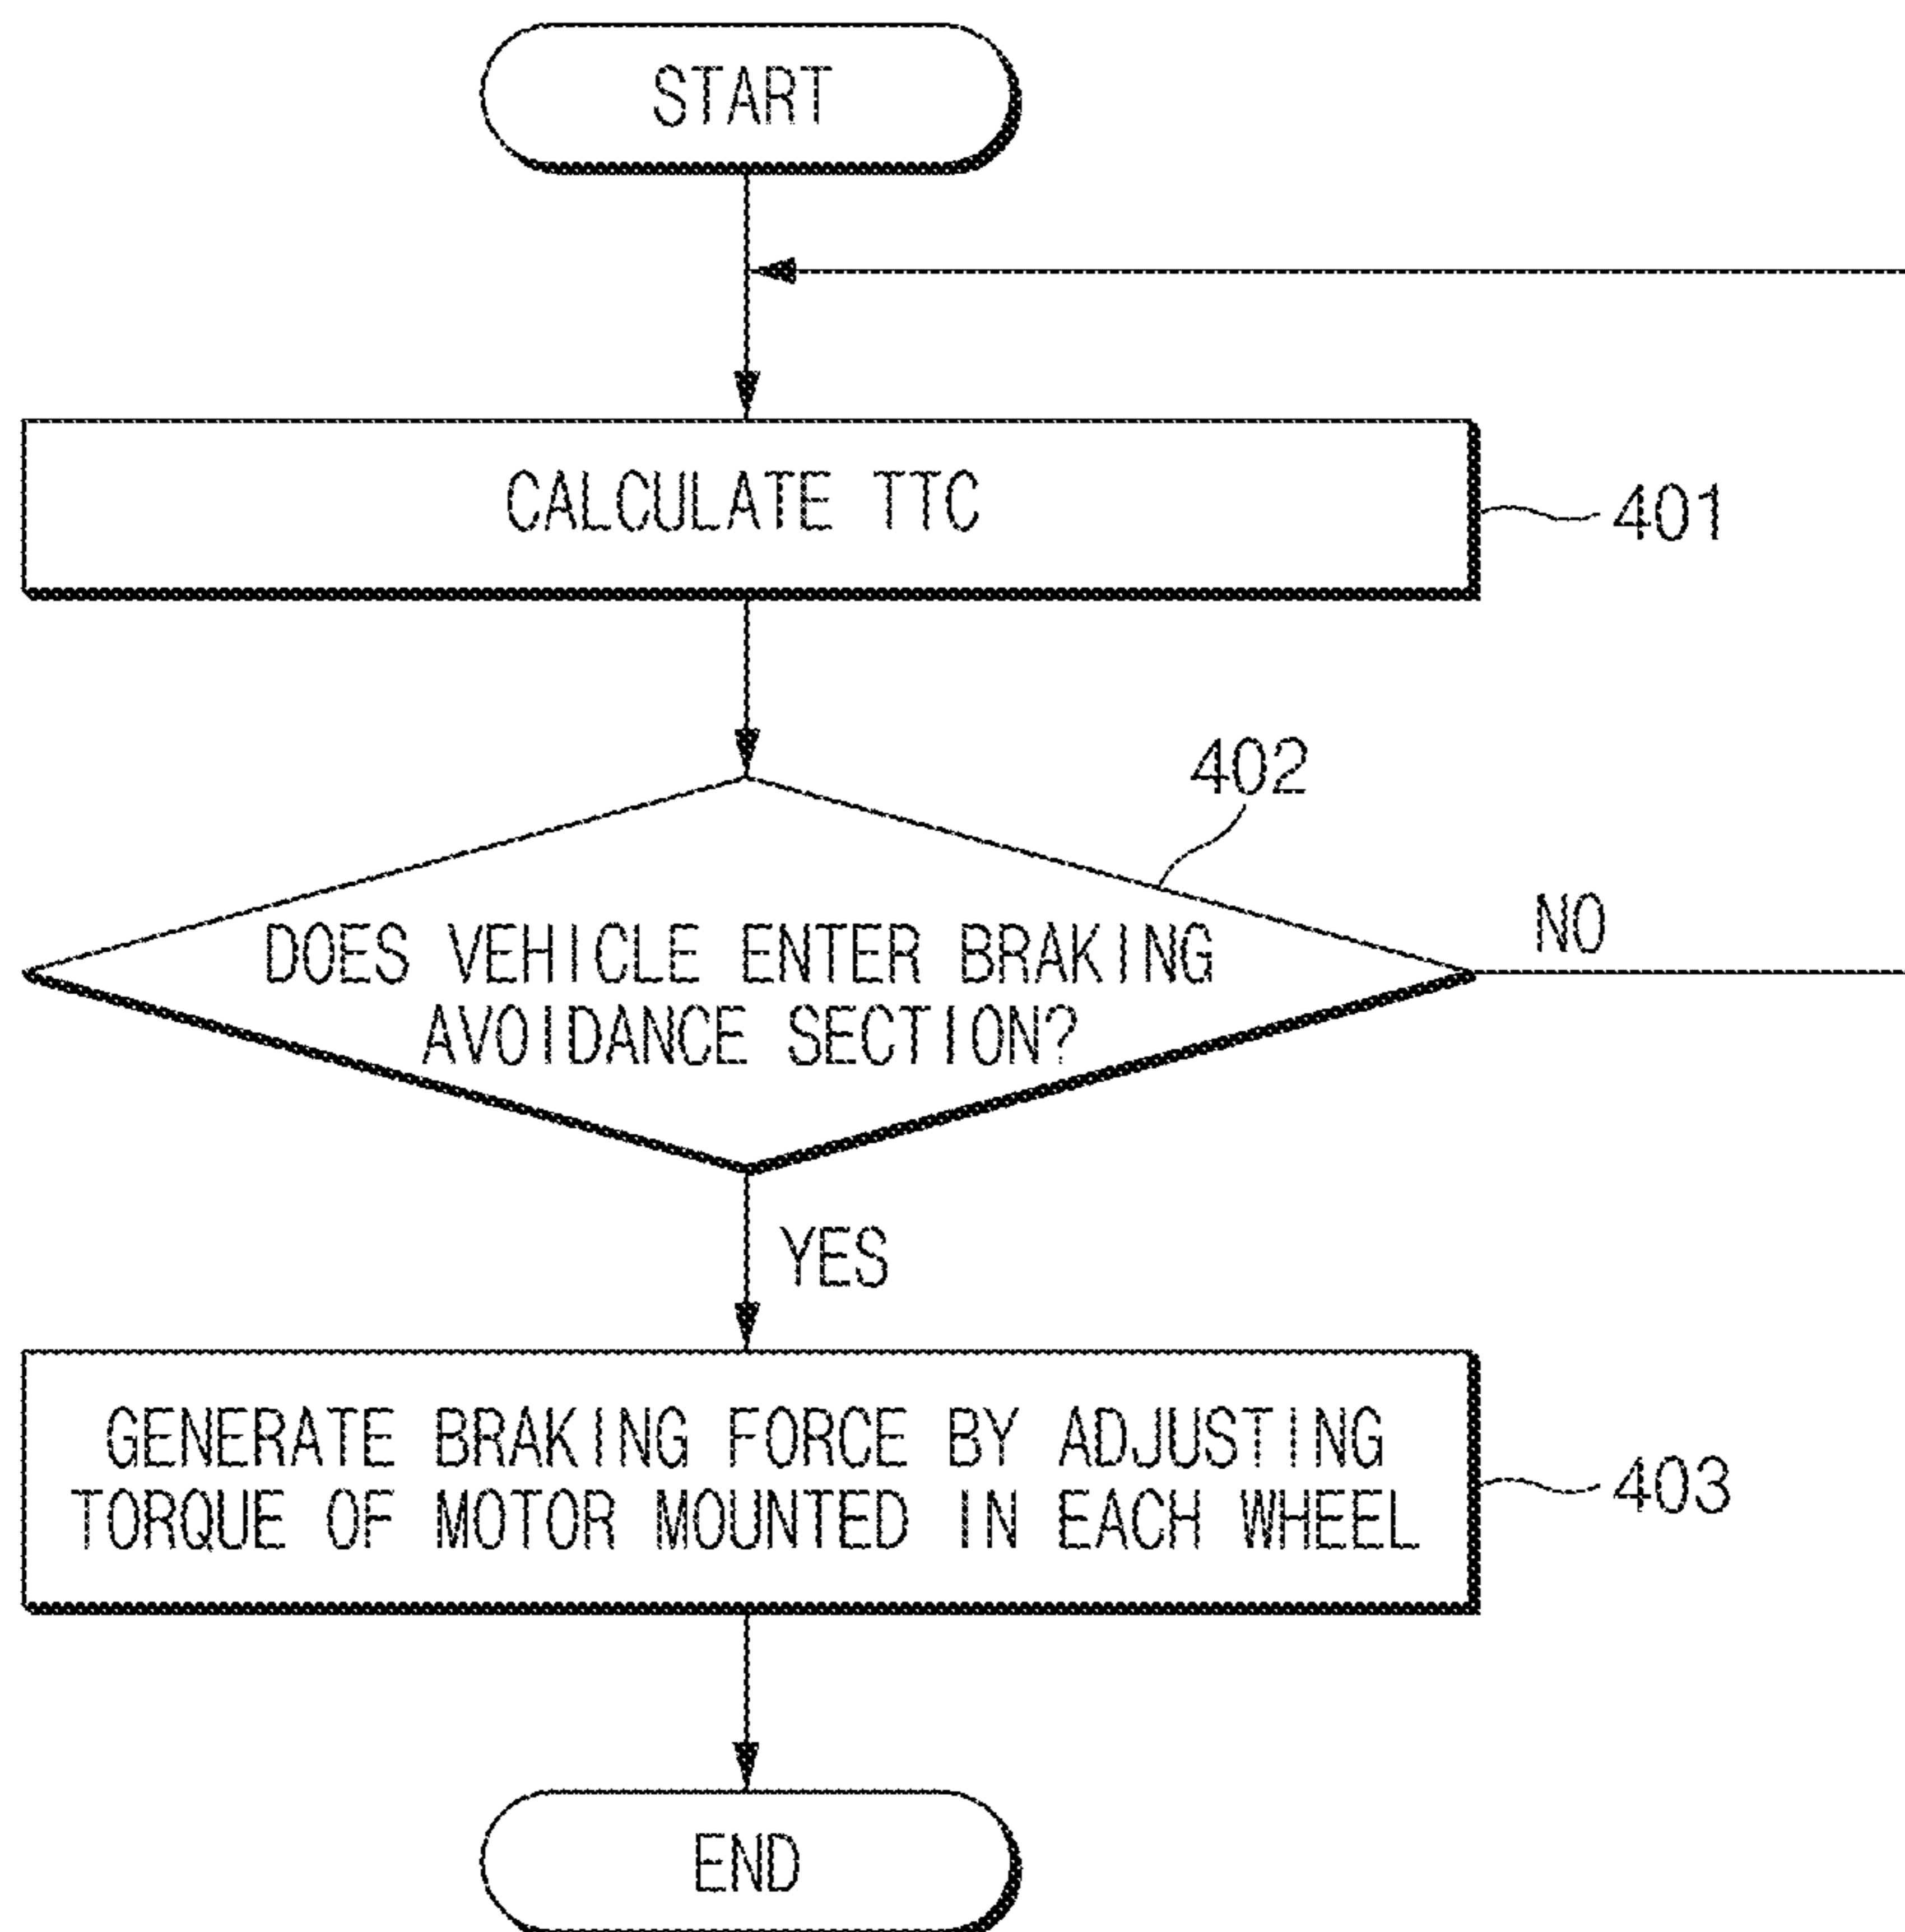 START
CALCULATE TTC
401
402
DOES VEHICLE ENTER BRAKING
AVOIDANCE SECTION?
NO
YES
GENERATE BRAKING FORCE BY ADJUSTING
TORQUE OF MOTOR MOUNTED IN EACH WHEEL
403
END